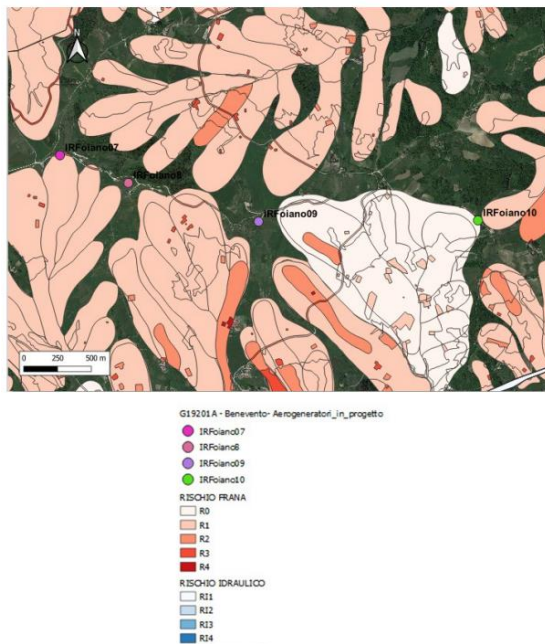 N
IRFoiano07
IRFoiano8
IRFoiano09
IRFoiano10
0 250 500 m
G19201A - Benevento- Aerogeneratori_in_progetto
IRFoiano07
IRFoiano8
IRFoiano09
IRFoiano10
RISCHIO FRANA
R0
R1
R2
R3
R4
RISCHIO IDRAULICO
RI1
RI2
RI3
RI4